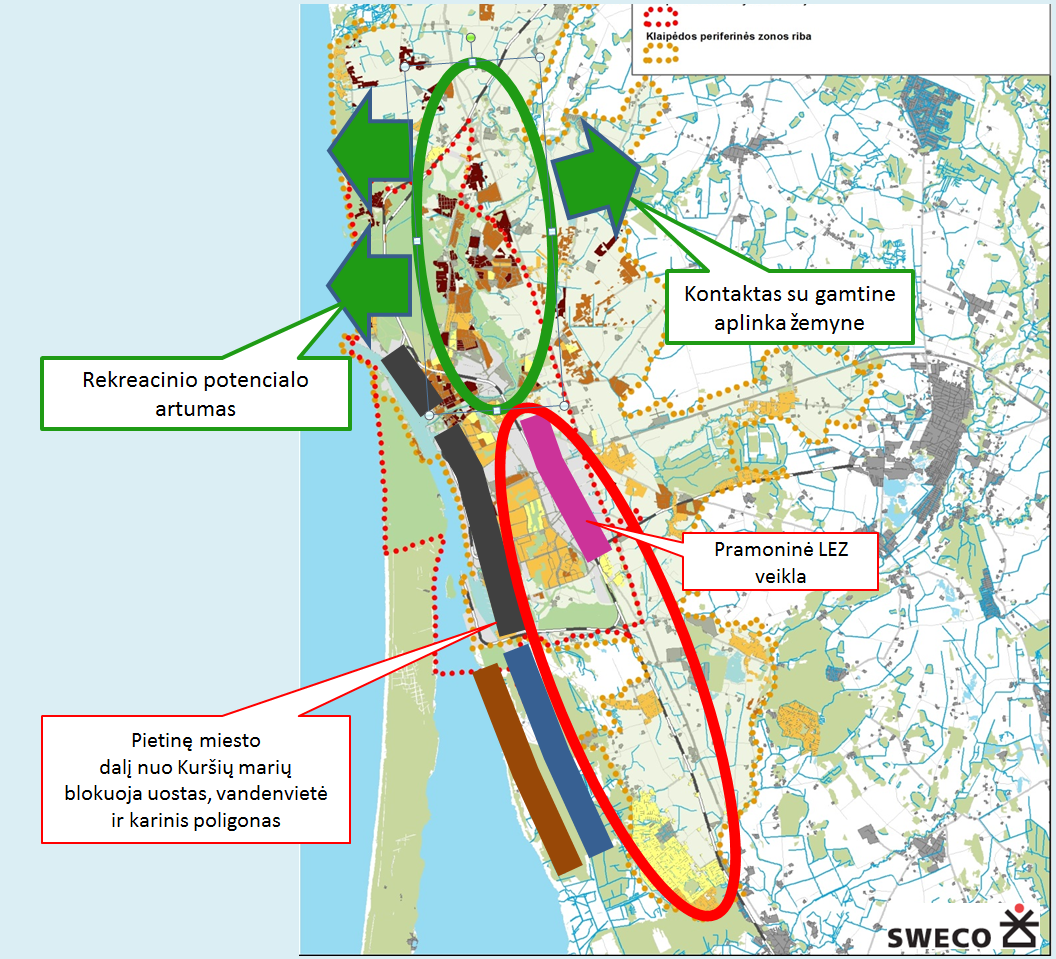 Klaipėdos periferinės zonos riba
Kontaktas su gamtine
aplinka žemyne
Rekreacinio potencialo
artumas
Pramoninė LEZ
veikla
Pietinę miesto
dalį nuo Kuršių marių
blokuoja uostas, vandenvietė
ir karinis poligonas
SWECO